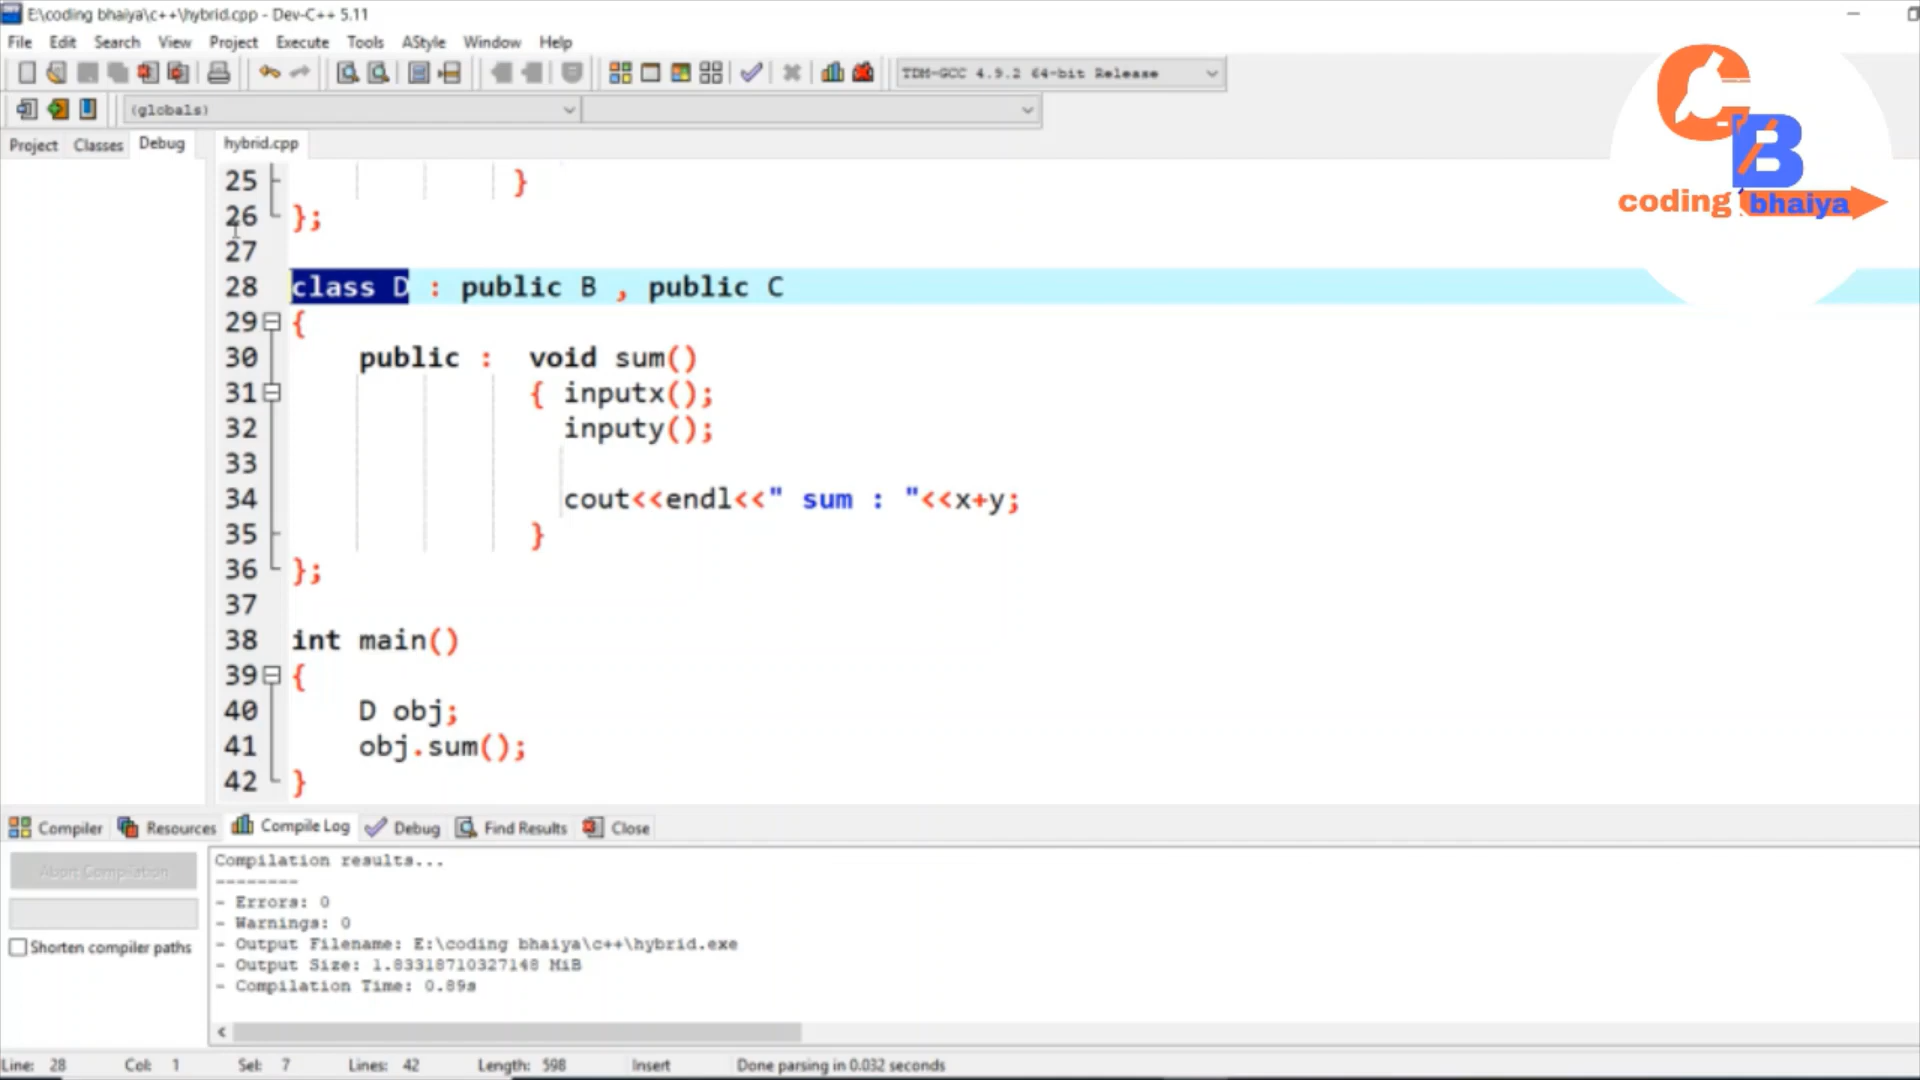 E:\coding bhaiya\c++\hybrid.cpp - Dev-C++ 5.11
File Edit Search View Project Execute Tools AStyle Window Help
TDM-GCC 4.9.2 64-bit Release
(globals)
Project Classes Debug hybrid.cpp
CB
coding bhaiya
25 }
26 };
27
28 class D : public B , public C
29 {
30 public : void sum()
31 { inputx();
32 inputy();
33
34 cout<<endl<<" sum : "<<x+y;
35 }
36 };
37
38 int main()
39 {
40 D obj;
41 obj.sum();
42 }
Compiler Resources Compile Log Debug Find Results Close
Abort Compilation
Shorten compiler paths
Compilation results...
--------
- Errors: 0
- Warnings: 0
- Output Filename: E:\coding bhaiya\c++\hybrid.exe
- Output Size: 1.83318710327148 MiB
- Compilation Time: 0.89s
Line: 28 Col: 1 Sel: 7 Lines: 42 Length: 598 Insert Done parsing in 0.032 seconds